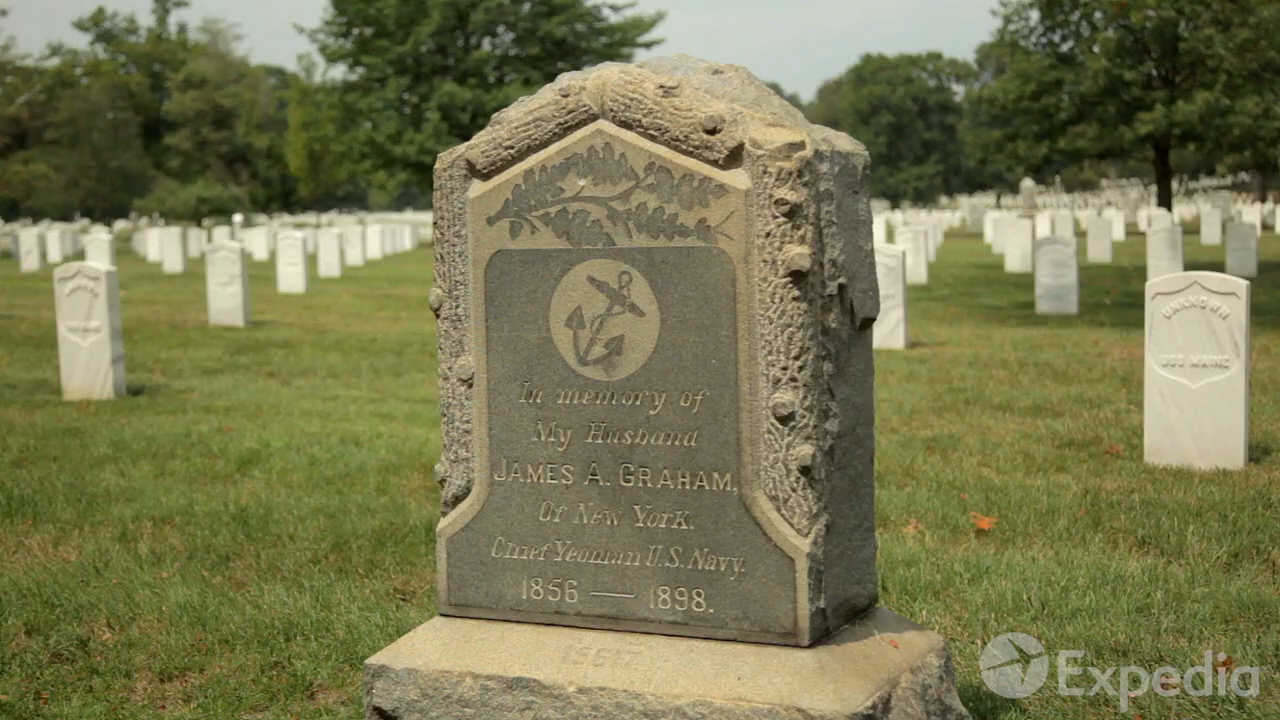 In memory of
My Husband
JAMES A. GRAHAM,
Of New York.
Chief Yeoman U.S. Navy.
1856 — 1898.
UNKNOWN
USS MAINE
Expedia